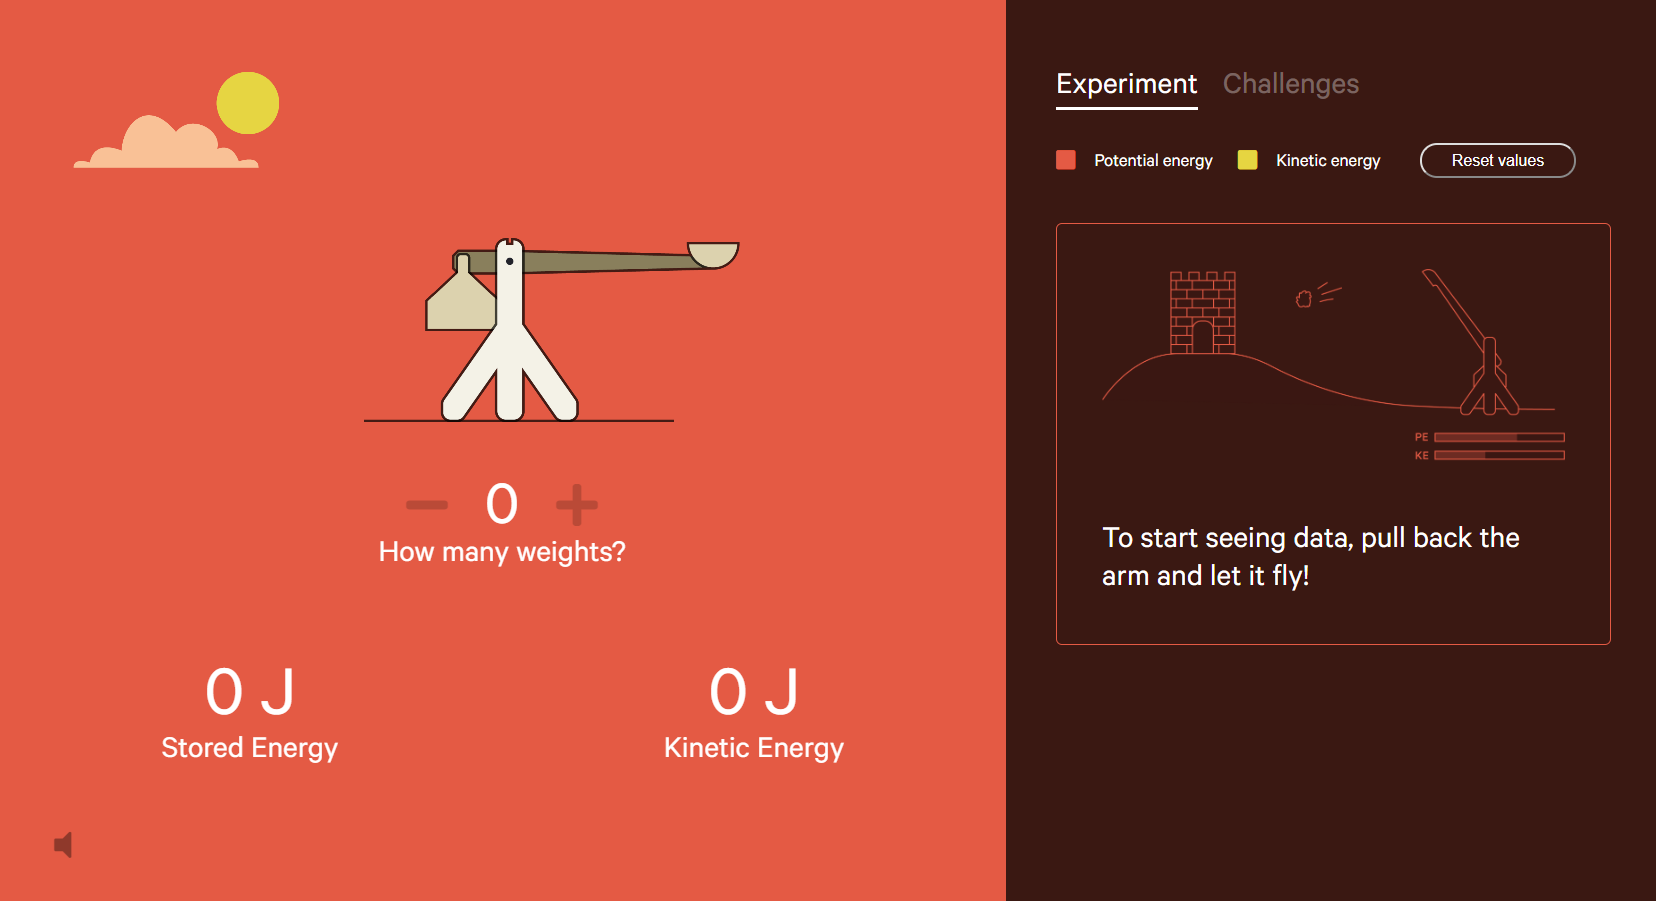 Experiment Challenges
Potential energy Kinetic energy Reset values
PE
KE
To start seeing data, pull back the
arm and let it fly!
0
How many weights?
0 J
Stored Energy
0 J
Kinetic Energy